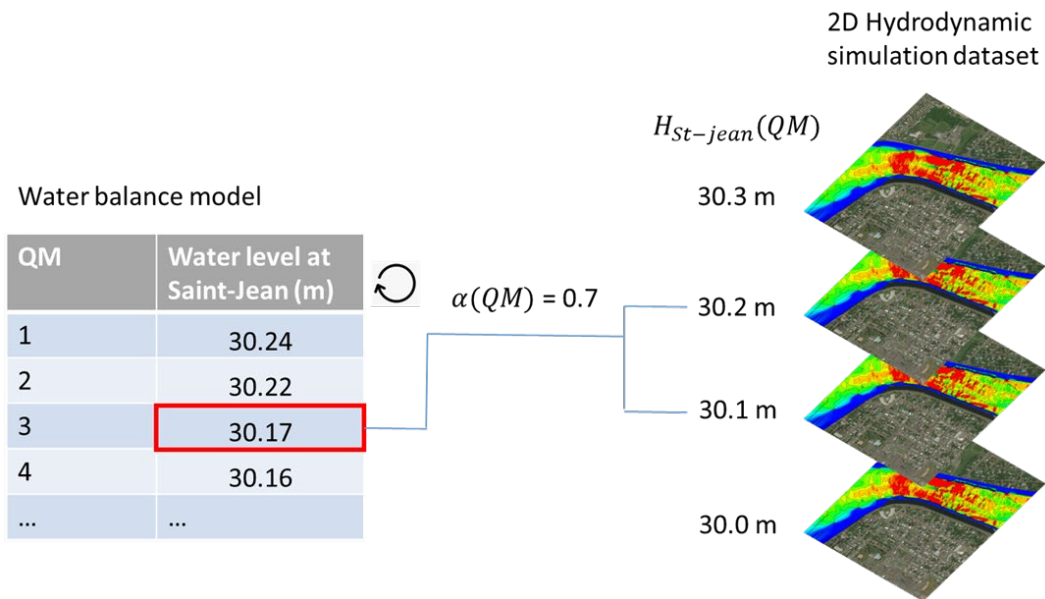 2D Hydrodynamic
simulation dataset
H_{St-jean}(QM)
Water balance model
QM
Water level at
Saint-Jean (m)
1
30.24
2
30.22
3
30.17
4
30.16
...
...
α(QM) = 0.7
30.3 m
30.2 m
30.1 m
30.0 m